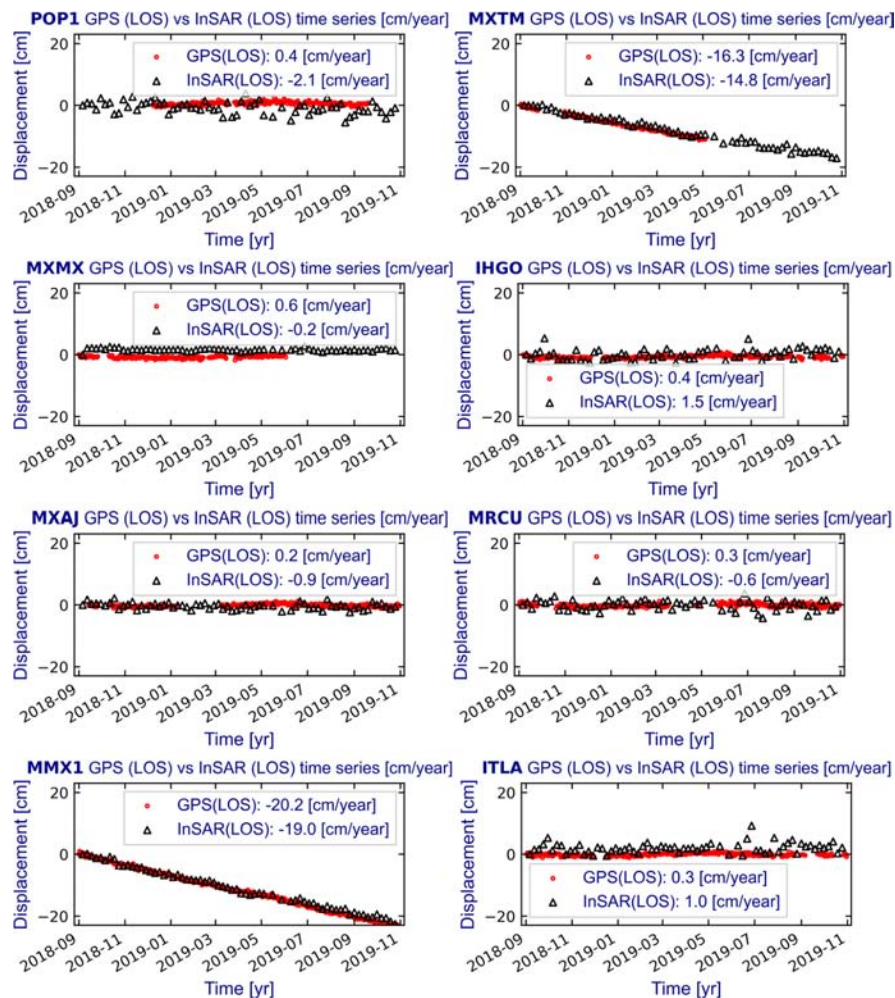 POP1 GPS (LOS) vs InSAR (LOS) time series [cm/year]
GPS(LOS): 0.4 [cm/year]
InSAR(LOS): -2.1 [cm/year]
Displacement [cm]
20
0
−20
2018-09
2018-11
2019-01
2019-03
2019-05
2019-07
2019-09
2019-11
Time [yr]
MXTM GPS (LOS) vs InSAR (LOS) time series [cm/year]
GPS(LOS): -16.3 [cm/year]
InSAR(LOS): -14.8 [cm/year]
Displacement [cm]
20
0
−20
2018-09
2018-11
2019-01
2019-03
2019-05
2019-07
2019-09
2019-11
Time [yr]
MXMX GPS (LOS) vs InSAR (LOS) time series [cm/year]
GPS(LOS): 0.6 [cm/year]
InSAR(LOS): -0.2 [cm/year]
Displacement [cm]
20
0
−20
2018-09
2018-11
2019-01
2019-03
2019-05
2019-07
2019-09
2019-11
Time [yr]
IHGO GPS (LOS) vs InSAR (LOS) time series [cm/year]
GPS(LOS): 0.4 [cm/year]
InSAR(LOS): 1.5 [cm/year]
Displacement [cm]
20
0
−20
2018-09
2018-11
2019-01
2019-03
2019-05
2019-07
2019-09
2019-11
Time [yr]
MXAJ GPS (LOS) vs InSAR (LOS) time series [cm/year]
GPS(LOS): 0.2 [cm/year]
InSAR(LOS): -0.9 [cm/year]
Displacement [cm]
20
0
−20
2018-09
2018-11
2019-01
2019-03
2019-05
2019-07
2019-09
2019-11
Time [yr]
MRCU GPS (LOS) vs InSAR (LOS) time series [cm/year]
GPS(LOS): 0.3 [cm/year]
InSAR(LOS): -0.6 [cm/year]
Displacement [cm]
20
0
−20
2018-09
2018-11
2019-01
2019-03
2019-05
2019-07
2019-09
2019-11
Time [yr]
MMX1 GPS (LOS) vs InSAR (LOS) time series [cm/year]
GPS(LOS): -20.2 [cm/year]
InSAR(LOS): -19.0 [cm/year]
Displacement [cm]
20
0
−20
2018-09
2018-11
2019-01
2019-03
2019-05
2019-07
2019-09
2019-11
Time [yr]
ITLA GPS (LOS) vs InSAR (LOS) time series [cm/year]
GPS(LOS): 0.3 [cm/year]
InSAR(LOS): 1.0 [cm/year]
Displacement [cm]
20
0
−20
2018-09
2018-11
2019-01
2019-03
2019-05
2019-07
2019-09
2019-11
Time [yr]